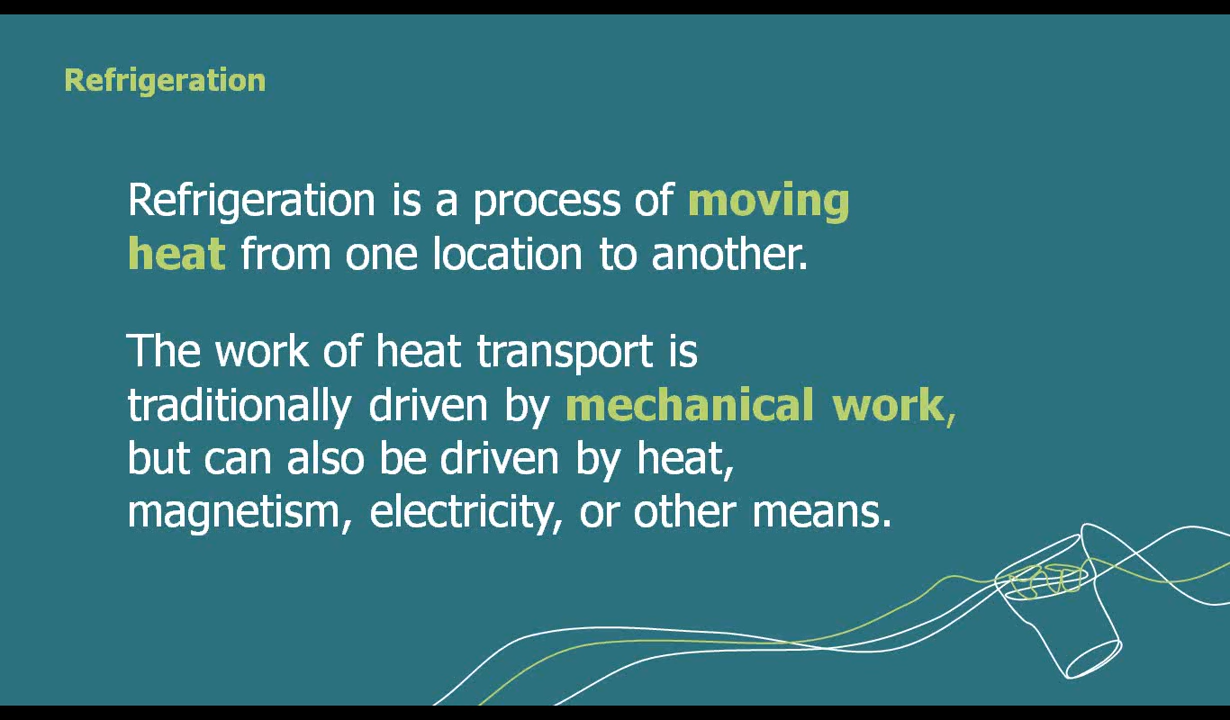 Refrigeration
Refrigeration is a process of moving
heat from one location to another.
The work of heat transport is
traditionally driven by mechanical work,
but can also be driven by heat,
magnetism, electricity, or other means.